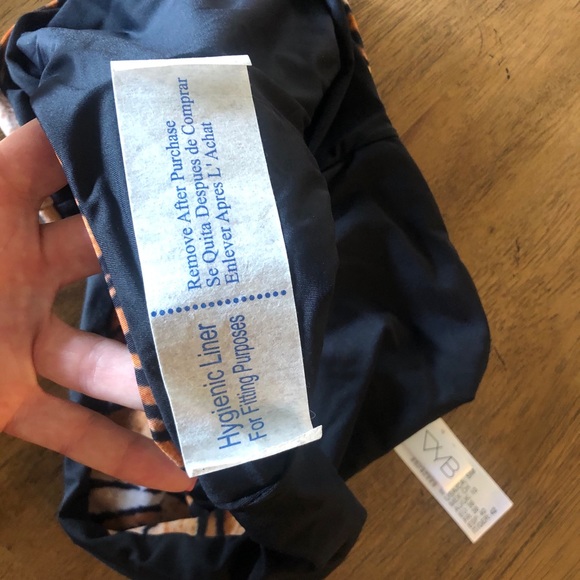 Remove After Purchase
Se Quita Despues de Comprar
Enlever Apres L' Achat
Hygienic Liner
For Fitting Purposes